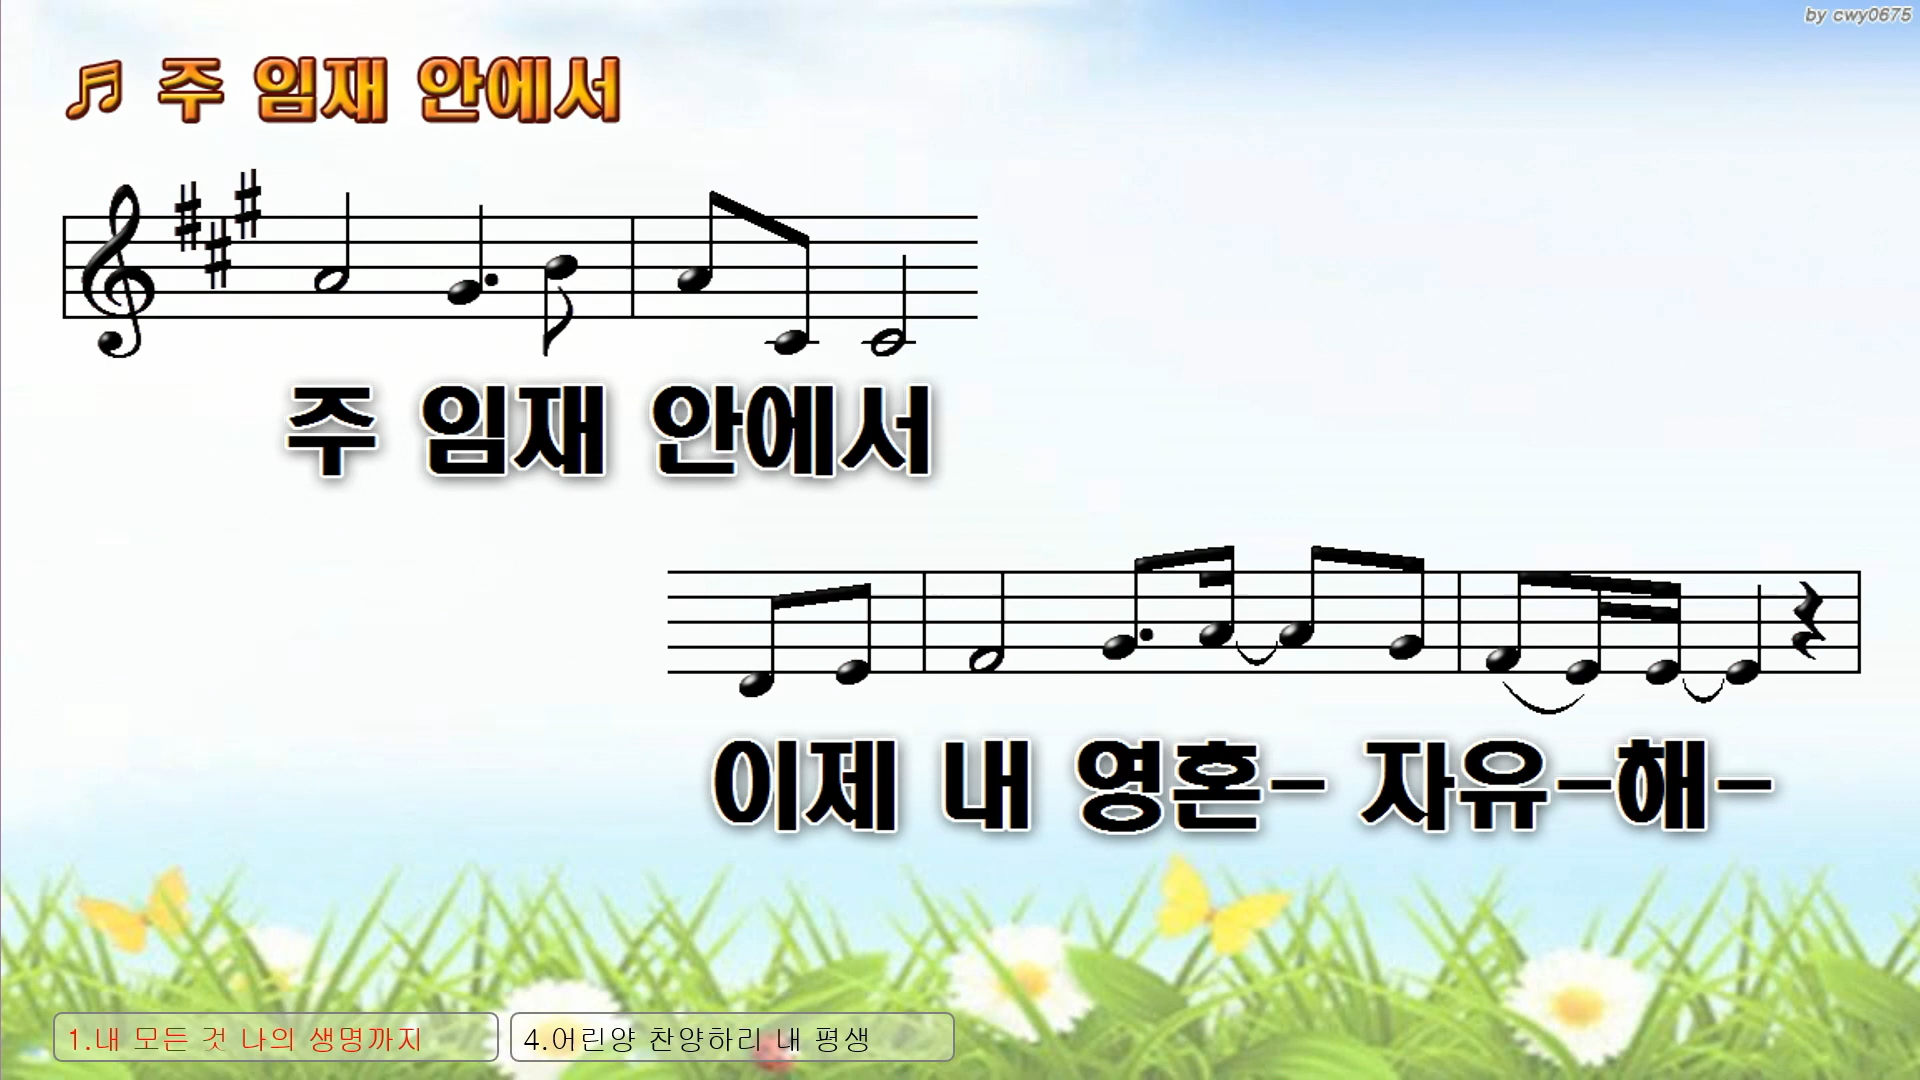 by cwy0675
주 임재 안에서
주 임재 안에서
이제 내 영혼- 자유-해-
1.내 모든 것 나의 생명까지
4.어린양 찬양하리 내 평생